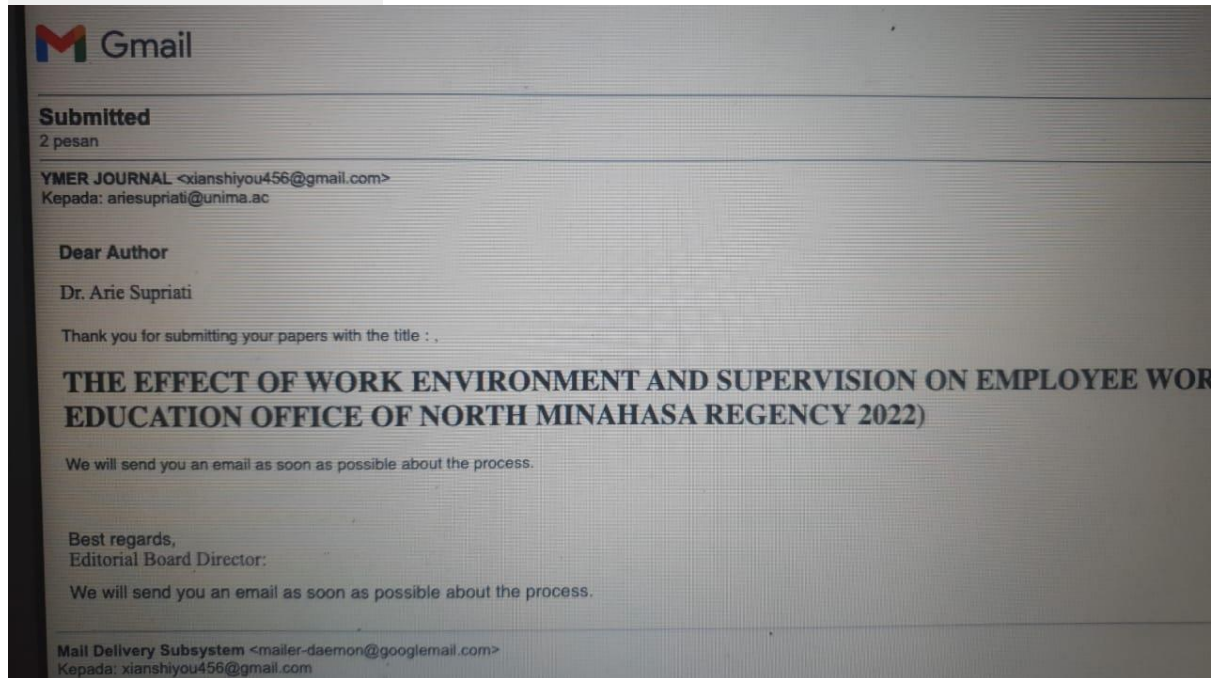 Gmail
Submitted
2 pesan
YMER JOURNAL <xianshiyou456@gmail.com>
Kepada: ariesupriati@unima.ac
Dear Author
Dr. Arie Supriati
Thank you for submitting your papers with the title : ,
THE EFFECT OF WORK ENVIRONMENT AND SUPERVISION ON EMPLOYEE WOR
EDUCATION OFFICE OF NORTH MINAHASA REGENCY 2022)
We will send you an email as soon as possible about the process.
Best regards,
Editorial Board Director:
We will send you an email as soon as possible about the process.
Mail Delivery Subsystem <mailer-daemon@googlemail.com>
Kepada: xianshiyou456@gmail.com